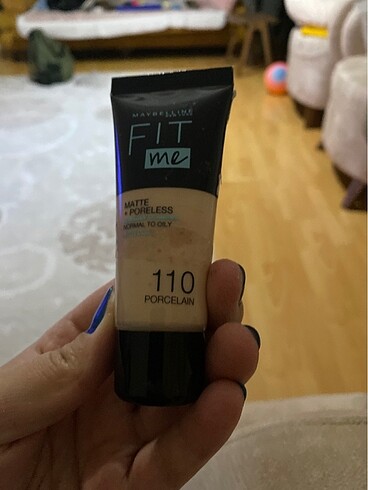 MAYBELLINE
FIT
me
MATTE
+ PORELESS
NORMAL TO OILY
110
PORCELAIN